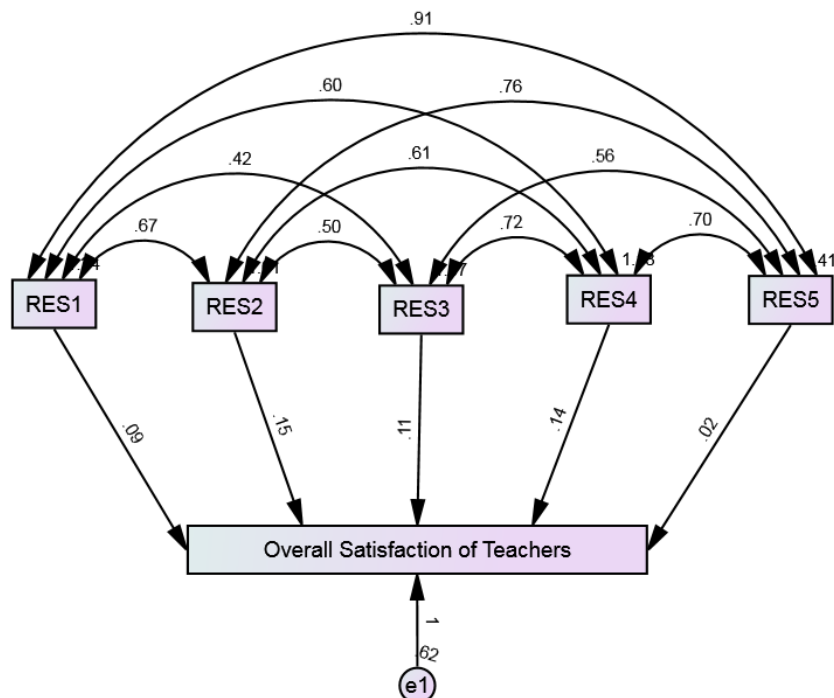 .91
.60
.76
.42
.61
.56
.67
.50
.72
.70
41
RES1
RES2
RES3
RES4
RES5
.09
.15
.11
.14
.02
Overall Satisfaction of Teachers
1
.62
e1